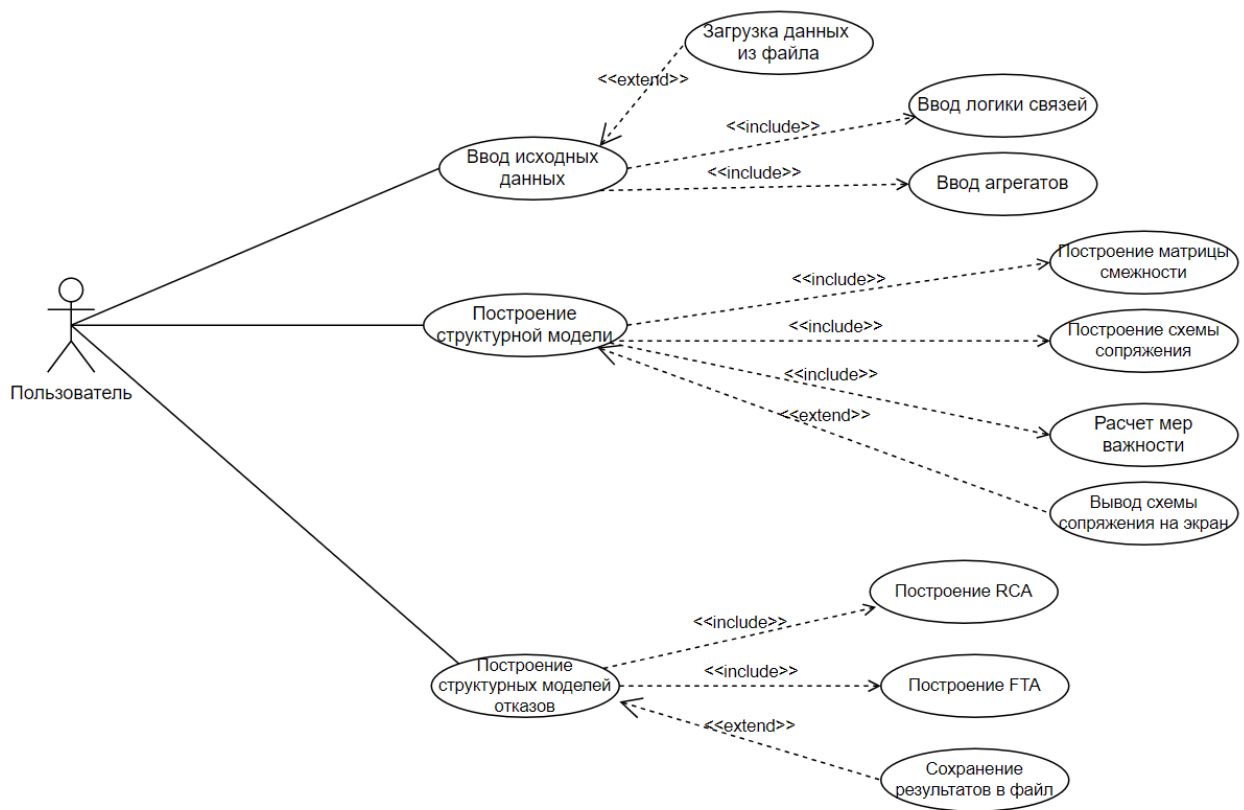 Загрузка данных
из файла
<<extend>>
Ввод логики связей
<<include>>
Ввод исходных
данных
<<include>>
Ввод агрегатов
Построение матрицы
смежности
<<include>>
Построение
структурной модели
<<include>>
Построение схемы
сопряжения
<<include>>
Пользователь
<<extend>>
Расчет мер
важности
Вывод схемы
сопряжения на экран
Построение RCA
<<include>>
Построение
структурных моделей
отказов
<<include>>
Построение FTA
<<extend>>
Сохранение
результатов в файл